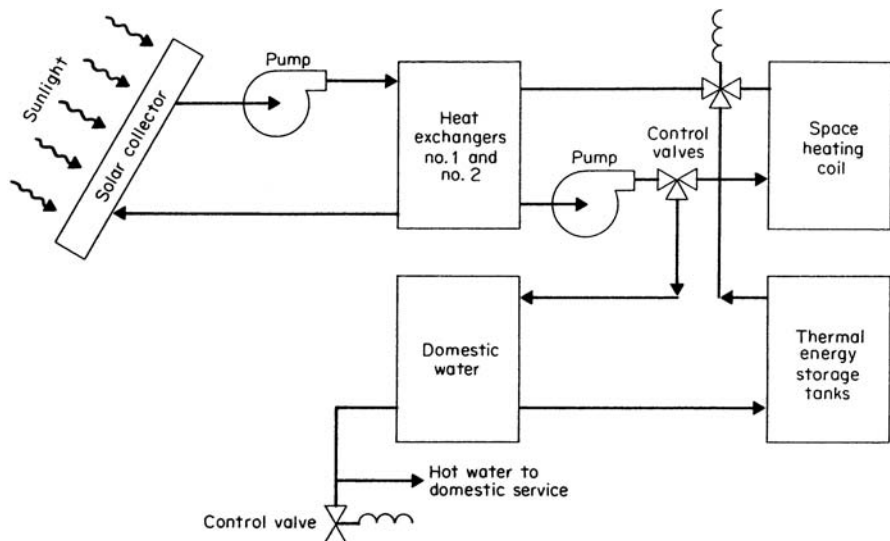 Sunlight
Solar collector
Pump
Heat
exchangers
no. 1 and
no. 2
Pump
Control
valves
Space
heating
coil
Domestic
water
Thermal
energy
storage
tanks
Hot water to
domestic service
Control valve